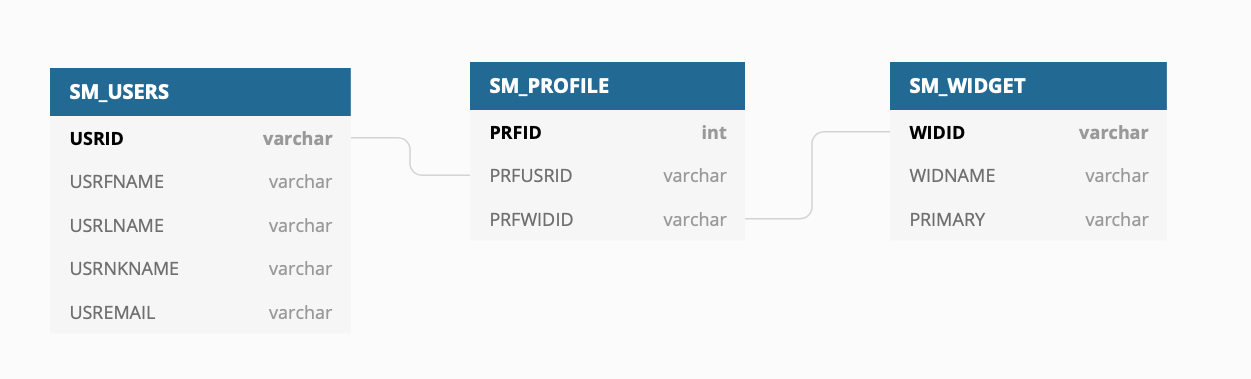 SM_USERS
USRID varchar
USRFNAME varchar
USRLNAME varchar
USRNKNAME varchar
USREMAIL varchar
SM_PROFILE
PRFID int
PRFUSRID varchar
PRFWIDID varchar
SM_WIDGET
WIDID varchar
WIDNAME varchar
PRIMARY varchar